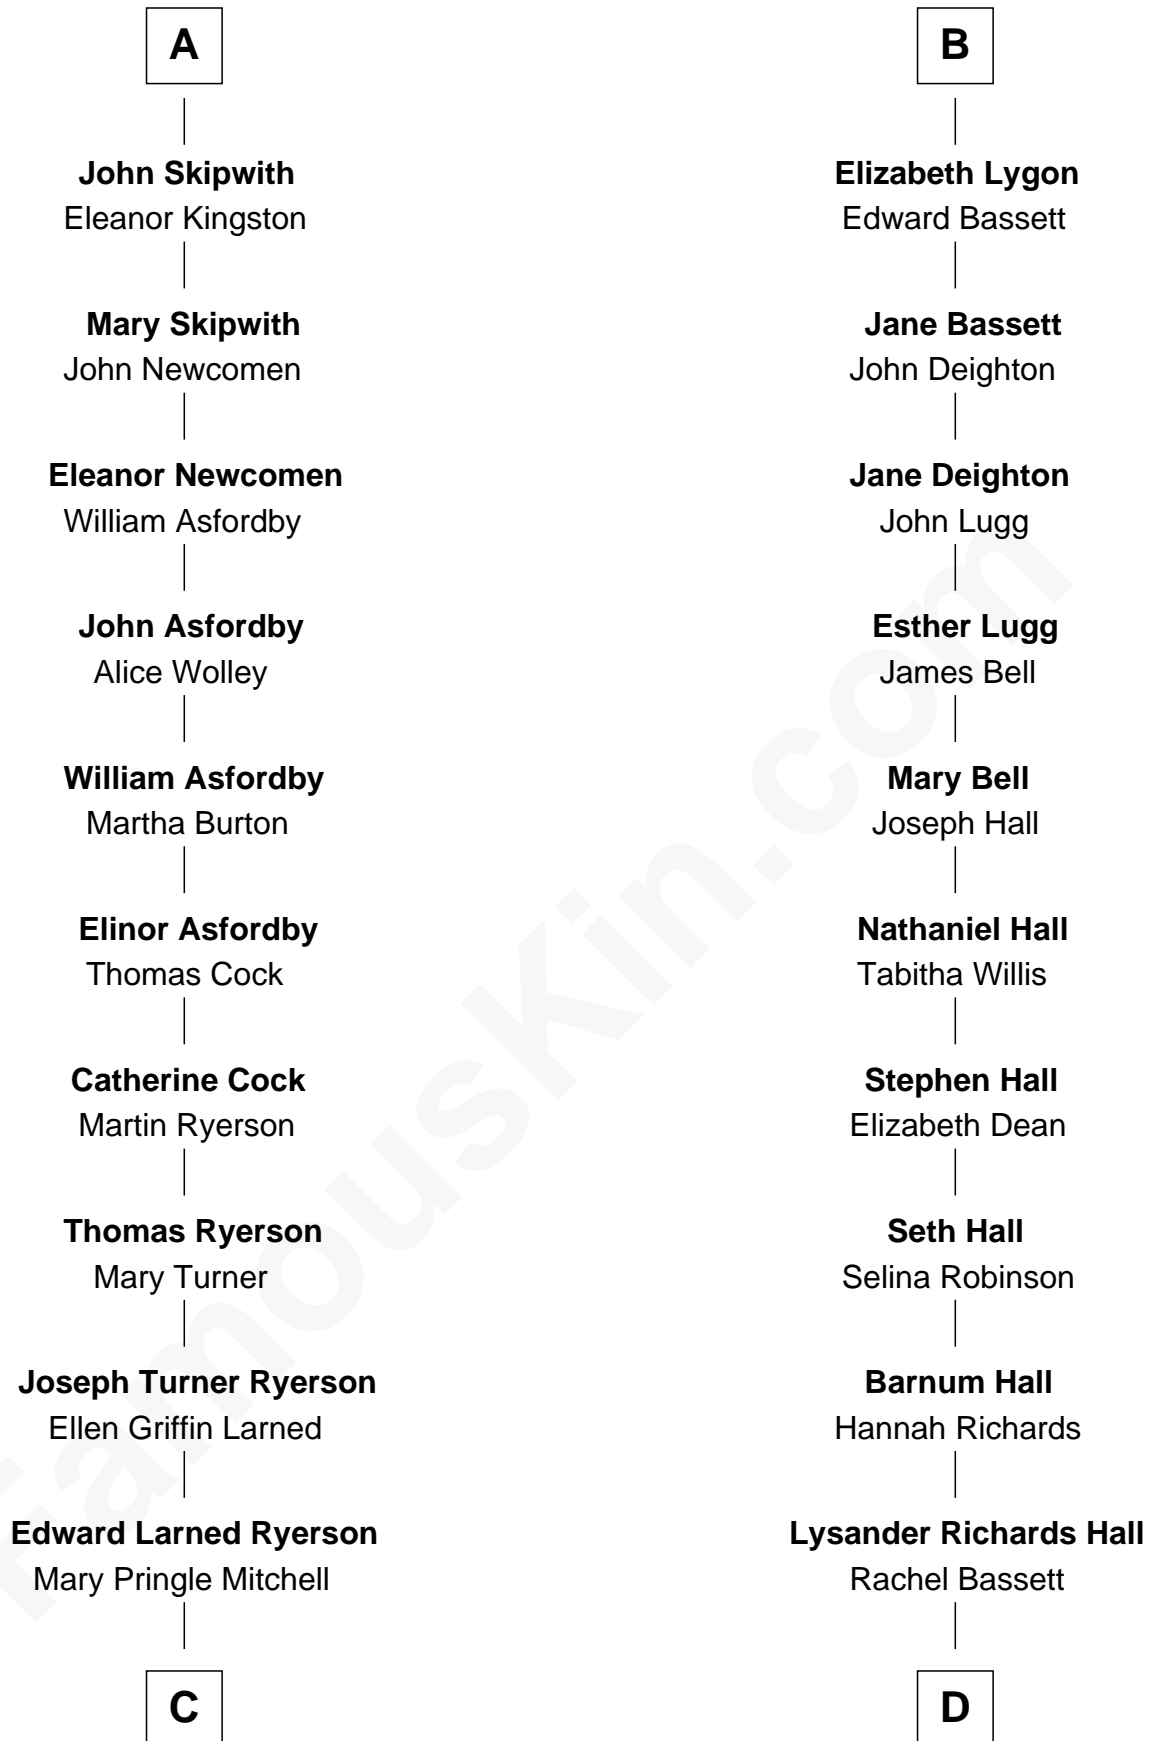 A
John Skipwith
Eleanor Kingston
Mary Skipwith
John Newcomen
Eleanor Newcomen
William Asfordby
John Asfordby
Alice Wolley
William Asfordby
Martha Burton
Elinor Asfordby
Thomas Cock
Catherine Cock
Martin Ryerson
Thomas Ryerson
Mary Turner
Joseph Turner Ryerson
Ellen Griffin Larned
Edward Larned Ryerson
Mary Pringle Mitchell
C
B
Elizabeth Lygon
Edward Bassett
Jane Bassett
John Deighton
Jane Deighton
John Lugg
Esther Lugg
James Bell
Mary Bell
Joseph Hall
Nathaniel Hall
Tabitha Willis
Stephen Hall
Elizabeth Dean
Seth Hall
Selina Robinson
Barnum Hall
Hannah Richards
Lysander Richards Hall
Rachel Bassett
D
FamousKin.com